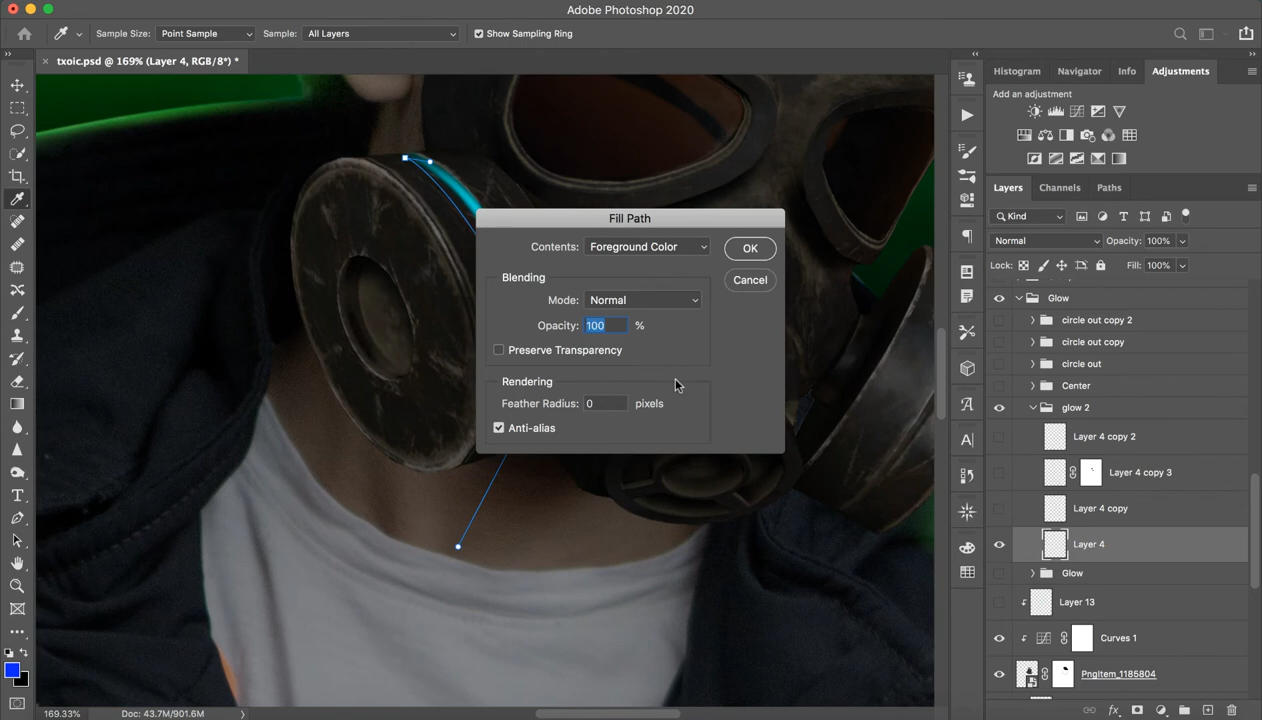 Adobe Photoshop 2020
Sample Size: Point Sample Sample: All Layers Show Sampling Ring
txoic.psd @ 169% (Layer 4, RGB/8*) *
Histogram Navigator Info Adjustments
Add an adjustment
Layers Channels Paths
Kind
Normal Opacity: 100%
Lock: Fill: 100%
Glow
circle out copy 2
circle out copy
circle out
Center
glow 2
Layer 4 copy 2
Layer 4 copy 3
Layer 4 copy
Layer 4
Glow
Layer 13
Curves 1
PngItem_1185804
Fill Path
Contents: Foreground Color
OK
Cancel
Blending
Mode: Normal
Opacity: 100 %
Preserve Transparency
Rendering
Feather Radius: 0 pixels
Anti-alias
169.33% Doc: 43.7M/901.6M